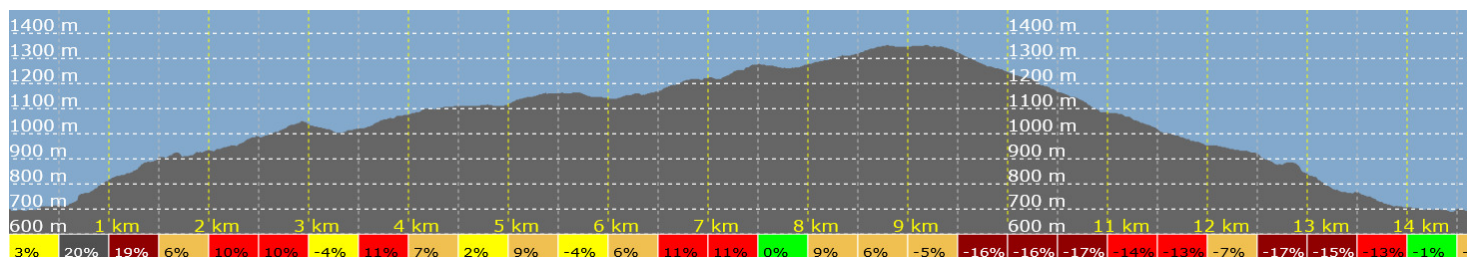 1400 m 1400 m
1300 m 1300 m
1200 m 1200 m
1100 m 1100 m
1000 m 1000 m
900 m 900 m
800 m 800 m
700 m 700 m
600 m 1 km 2 km 3 km 4 km 5 km 6 km 7 km 8 km 9 km 600 m 11 km 12 km 13 km 14 km
3% 20% 19% 6% 10% 10% -4% 11% 7% 2% 9% -4% 6% 11% 11% 0% 9% 6% -5% -16% -16% -17% -14% -13% -7% -17% -15% -13% -1% -